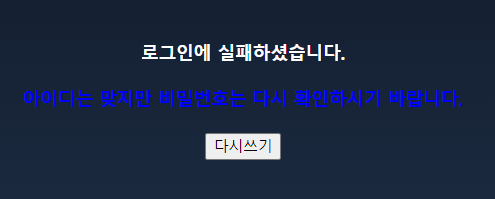 로그인에 실패하셨습니다.
아이디는 맞지만 비밀번호는 다시 확인하시기 바랍니다.
다시쓰기